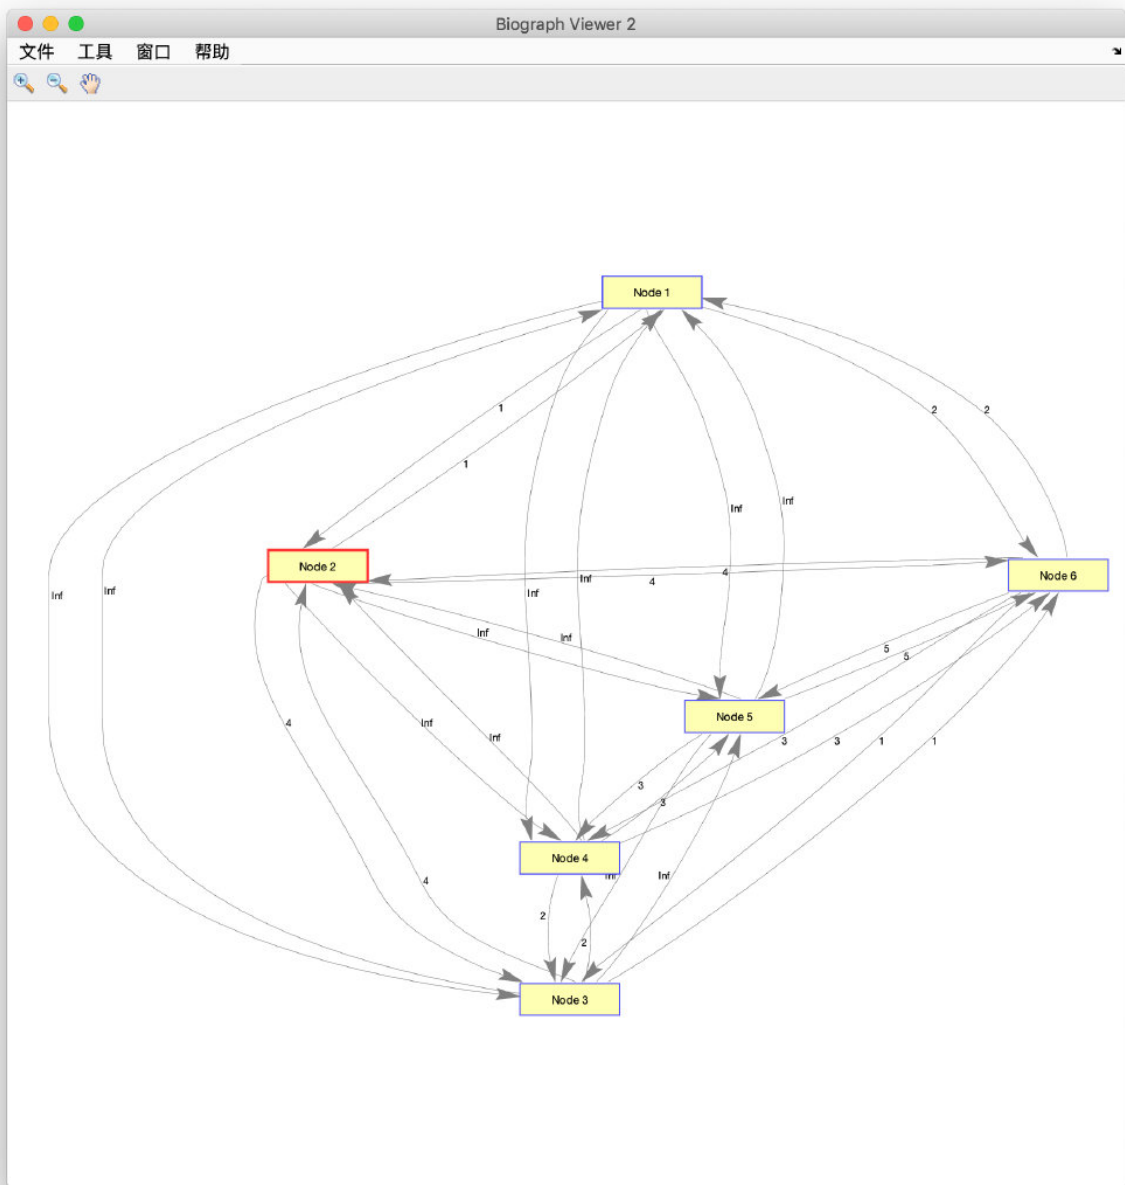 Biograph Viewer 2
文件 工具 窗口 帮助
Node 1
1
2
2
1
Inf
Inf
Node 2
Node 6
4
4
Inf
Inf
Inf
Inf
Inf
Inf
5
5
Node 5
4
Inf
Inf
3
3
1
1
3
3
Node 4
4
Inf
Inf
2
2
Node 3